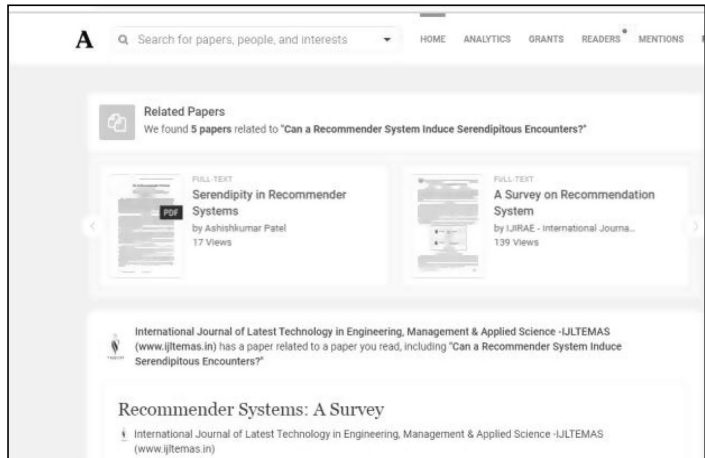 A
Search for papers, people, and interests
HOME ANALYTICS GRANTS READERS MENTIONS
Related Papers
We found 5 papers related to "Can a Recommender System Induce Serendipitous Encounters?"
FULL-TEXT
Serendipity in Recommender
Systems
by Ashishkumar Patel
17 Views
PDF
FULL-TEXT
A Survey on Recommendation
System
by IJIRAE - International Journa...
139 Views
International Journal of Latest Technology in Engineering, Management & Applied Science -IJLTEMAS
(www.ijltemas.in) has a paper related to a paper you read, including "Can a Recommender System Induce
Serendipitous Encounters?"
Recommender Systems: A Survey
International Journal of Latest Technology in Engineering, Management & Applied Science -IJLTEMAS
(www.ijltemas.in)